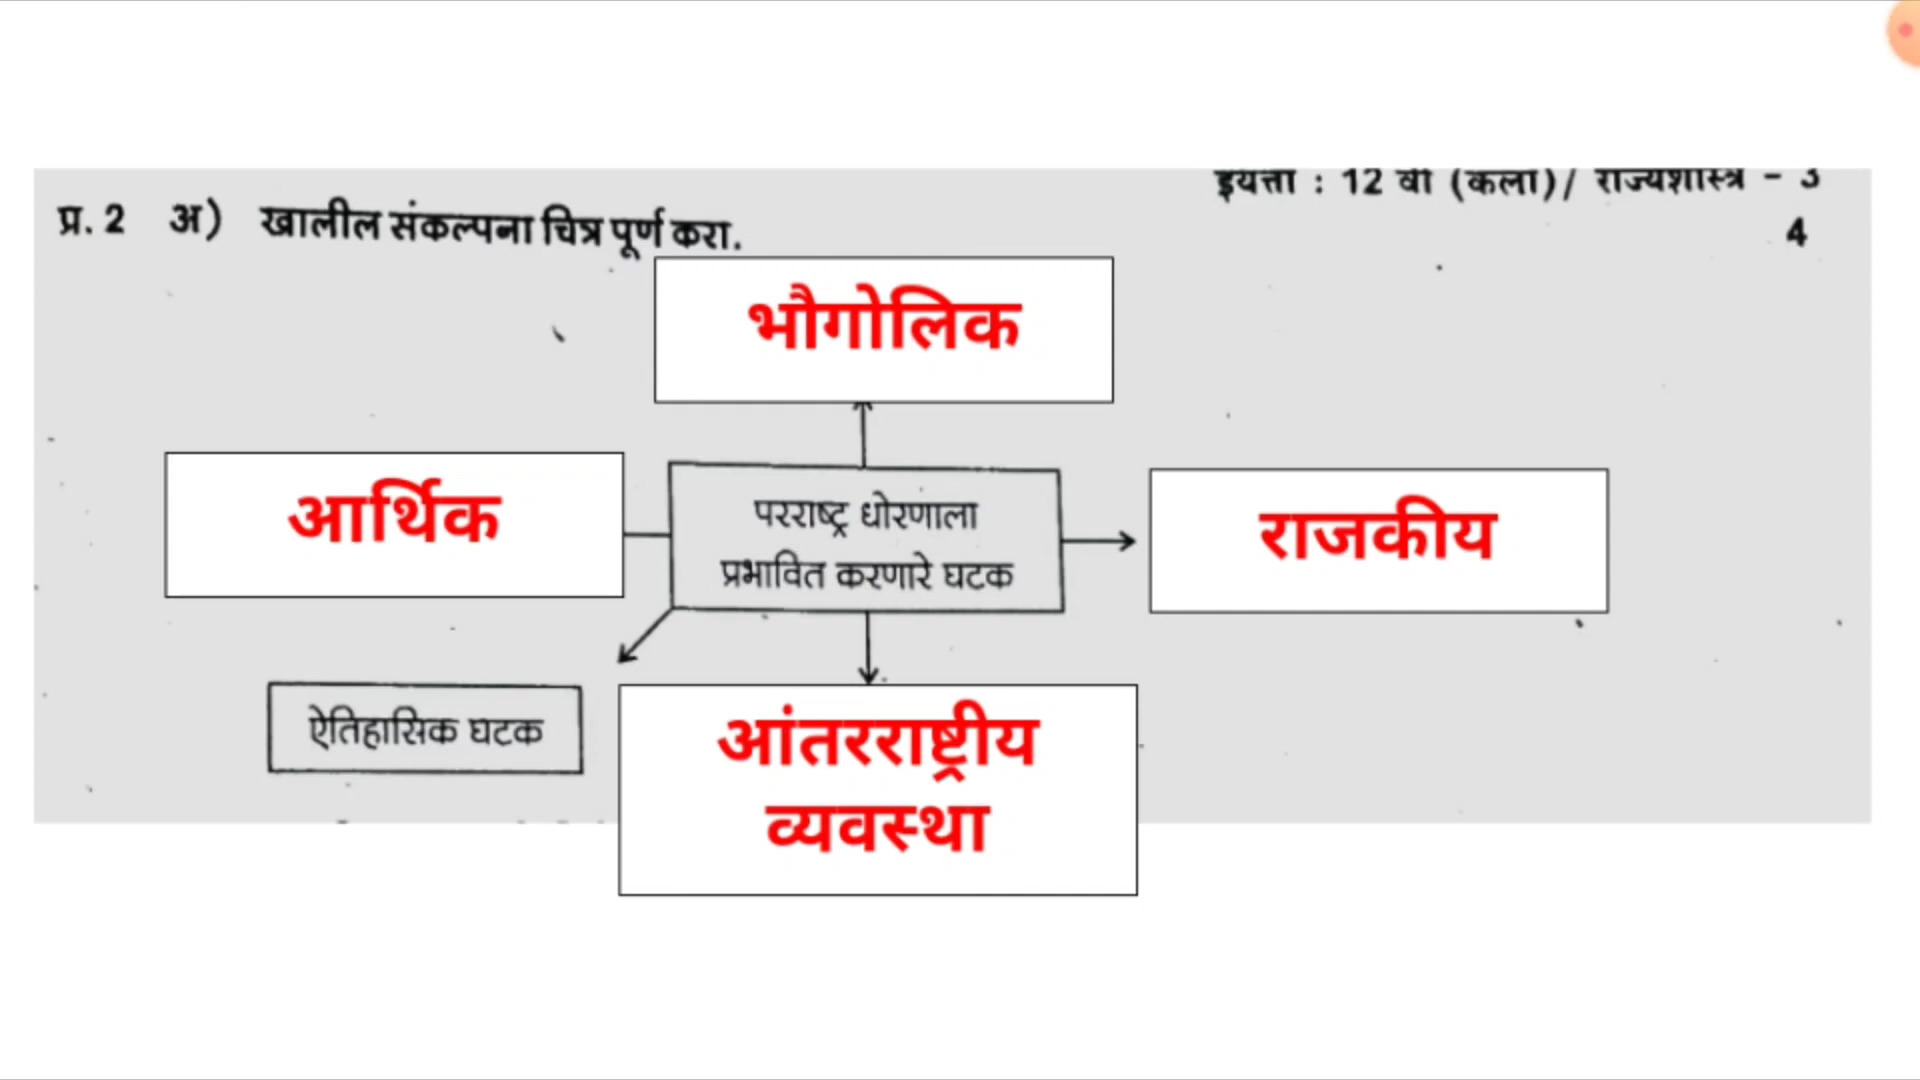 इयत्ता : 12 वी (कला)/ राज्यशास्त्र - 3
प्र. 2 अ) खालील संकल्पना चित्र पूर्ण करा. 4
भौगोलिक
आर्थिक
परराष्ट्र धोरणाला
प्रभावित करणारे घटक
राजकीय
ऐतिहासिक घटक
आंतरराष्ट्रीय
व्यवस्था